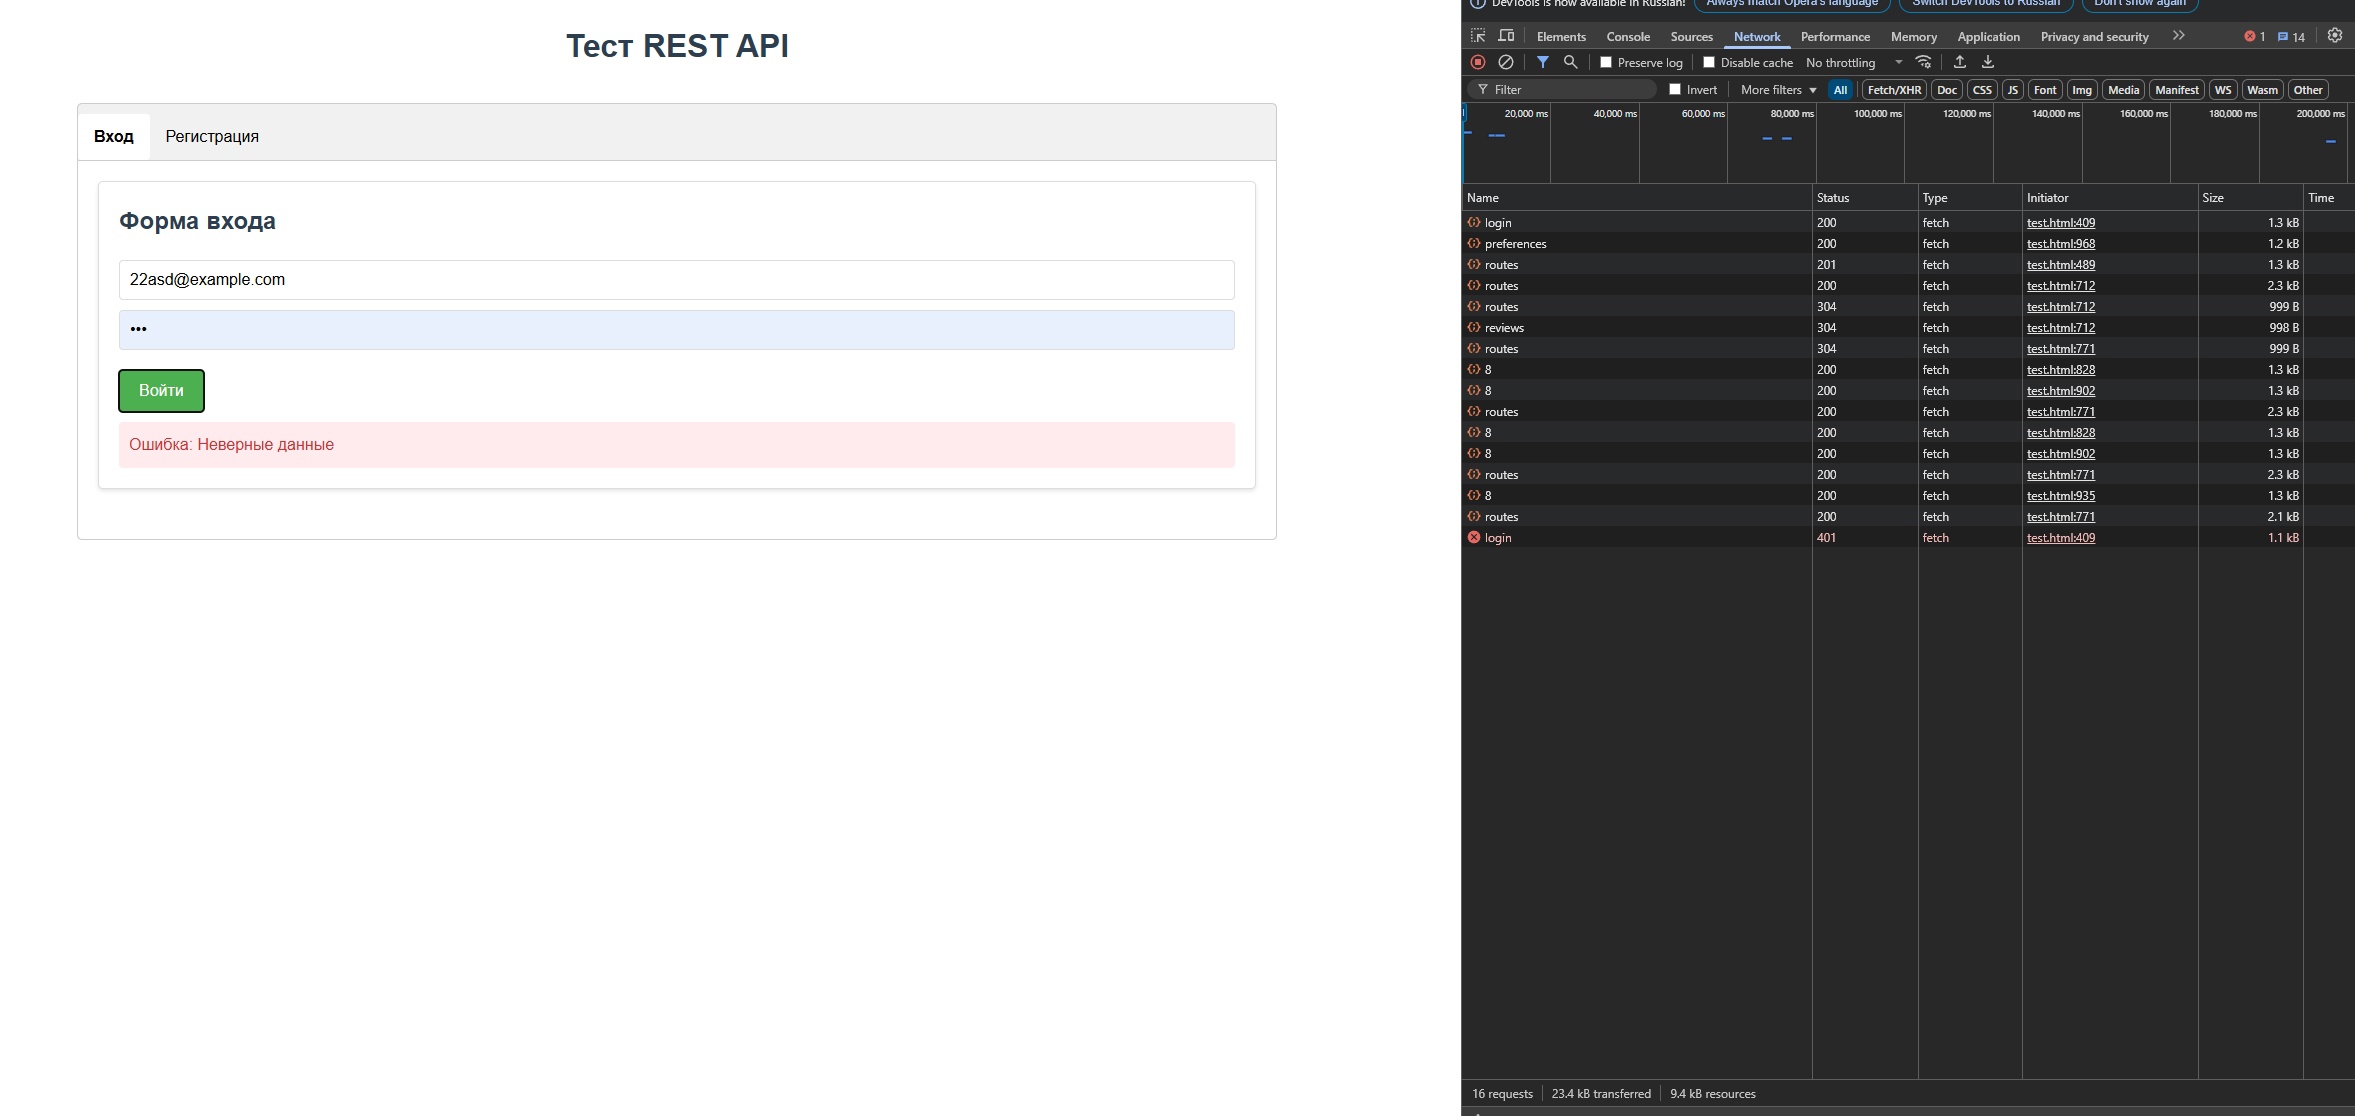 Тест REST API
Вход Регистрация
Форма входа
22asd@example.com
•••
Войти
Ошибка: Неверные данные
DevTools is now available in Russian! Always match Opera's language Switch DevTools to Russian Don't show again
Elements Console Sources Network Performance Memory Application Privacy and security 1 14
Preserve log Disable cache No throttling
Filter Invert More filters All Fetch/XHR Doc CSS JS Font Img Media Manifest WS Wasm Other
20,000 ms 40,000 ms 60,000 ms 80,000 ms 100,000 ms 120,000 ms 140,000 ms 160,000 ms 180,000 ms 200,000 ms
Name Status Type Initiator Size Time
login 200 fetch test.html:409 1.3 kB
preferences 200 fetch test.html:968 1.2 kB
routes 201 fetch test.html:489 1.3 kB
routes 200 fetch test.html:712 2.3 kB
routes 304 fetch test.html:712 999 B
reviews 304 fetch test.html:712 998 B
routes 304 fetch test.html:771 999 B
8 200 fetch test.html:828 1.3 kB
8 200 fetch test.html:902 1.3 kB
routes 200 fetch test.html:771 2.3 kB
8 200 fetch test.html:828 1.3 kB
8 200 fetch test.html:902 1.3 kB
routes 200 fetch test.html:771 2.3 kB
8 200 fetch test.html:935 1.3 kB
routes 200 fetch test.html:771 2.1 kB
login 401 fetch test.html:409 1.1 kB
16 requests 23.4 kB transferred 9.4 kB resources